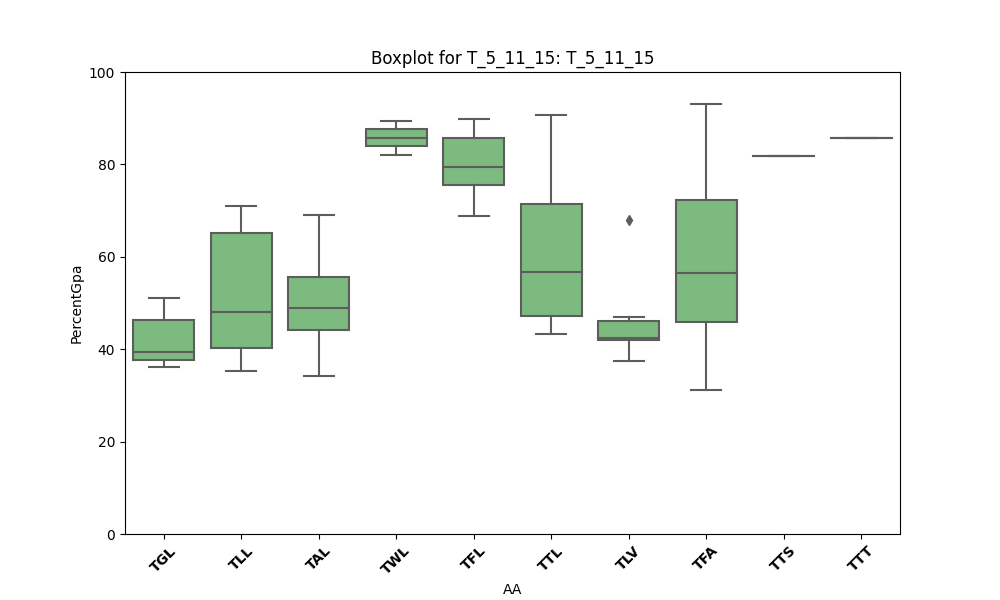 Boxplot for T_5_11_15: T_5_11_15
100
80
60
40
20
0
PercentGpa
TGL TLL TAL TWL TFL TTL TLV TFA TTS TTT
AA